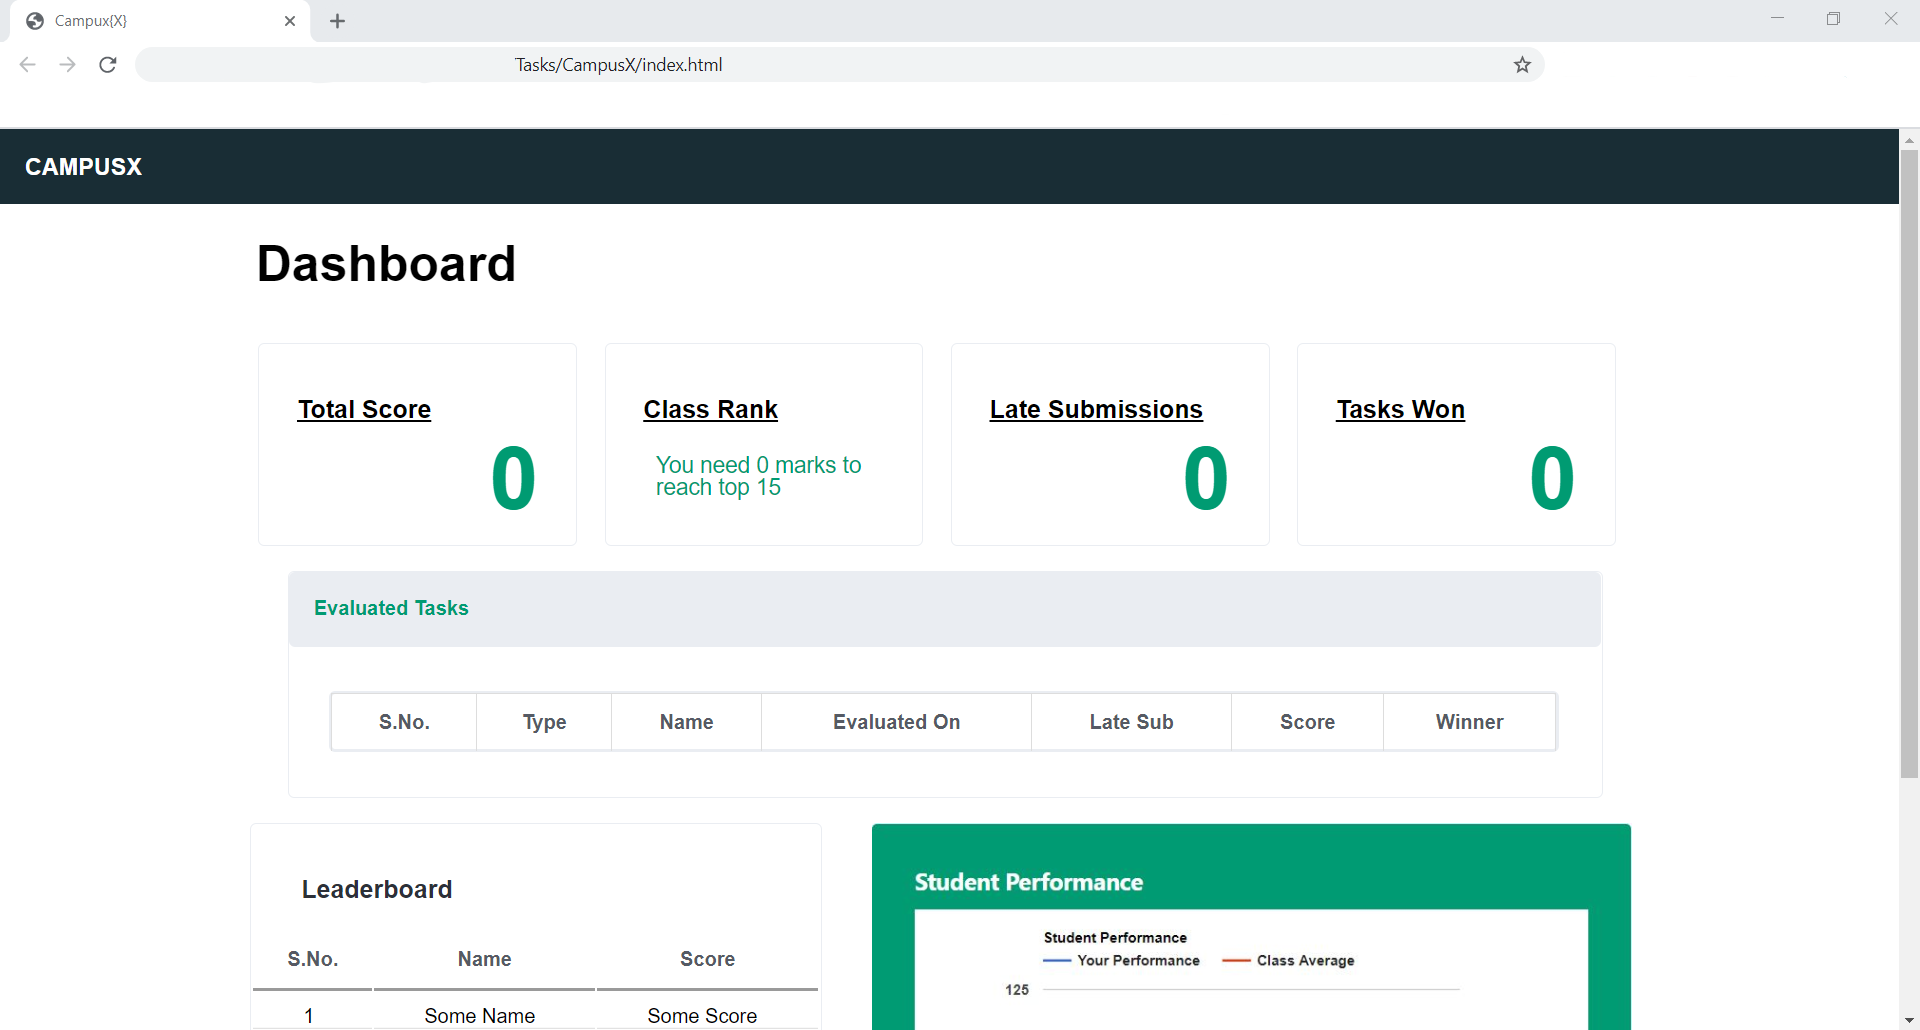 Campux{X}
Tasks/CampusX/index.html
CAMPUSX
Dashboard
Total Score
0
Class Rank
You need 0 marks to
reach top 15
Late Submissions
0
Tasks Won
0
Evaluated Tasks
S.No. Type Name Evaluated On Late Sub Score Winner
Leaderboard
S.No. Name Score
1 Some Name Some Score
Student Performance
Student Performance
Your Performance Class Average
125